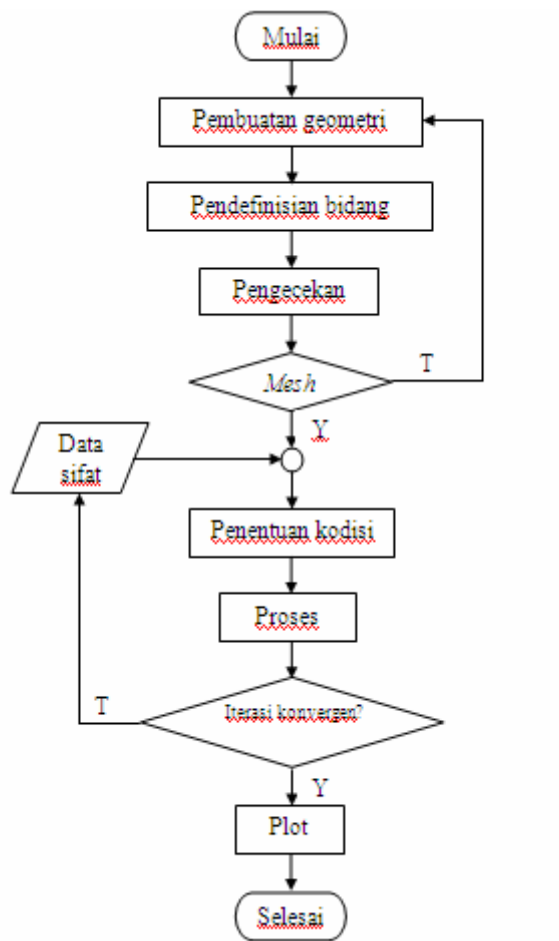 Mulai
Pembuatan geometri
Pendefinisian bidang
Pengecekan
Mesh
T
Y
Data
sifat
Penentuan kodisi
Proses
Iterasi konvergen?
T
Y
Plot
Selesai